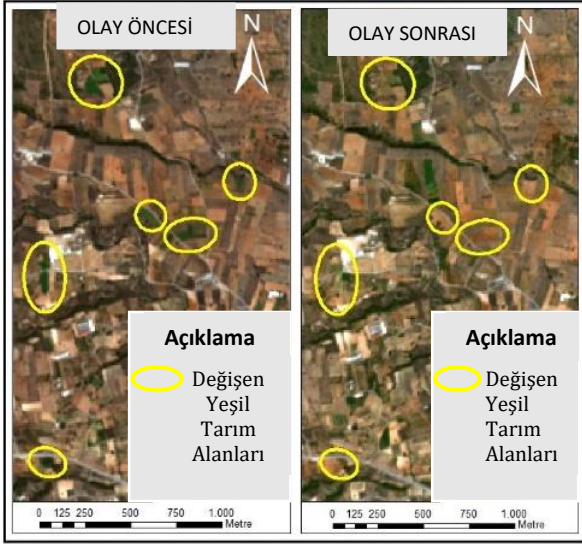 OLAY ÖNCESİ
N
Açıklama
Değişen
Yeşil
Tarım
Alanları
0 125 250 500 750 1.000
Metre
OLAY SONRASI
N
Açıklama
Değişen
Yeşil
Tarım
Alanları
0 125 250 500 750 1.000
Metre